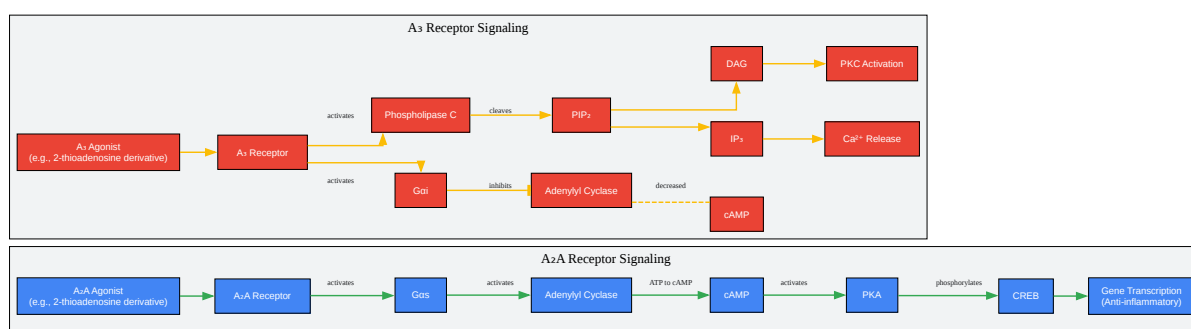 A₃ Receptor Signaling
DAG
PKC Activation
activates
Phospholipase C
cleaves
PIP₂
IP₃
Ca²⁺ Release
A₃ Agonist
(e.g., 2-thioadenosine derivative)
A₃ Receptor
activates
Gαi
inhibits
Adenylyl Cyclase
decreased
cAMP
A₂A Receptor Signaling
A₂A Agonist
(e.g., 2-thioadenosine derivative)
A₂A Receptor
activates
Gαs
activates
Adenylyl Cyclase
ATP to cAMP
cAMP
activates
PKA
phosphorylates
CREB
Gene Transcription
(Anti-inflammatory)